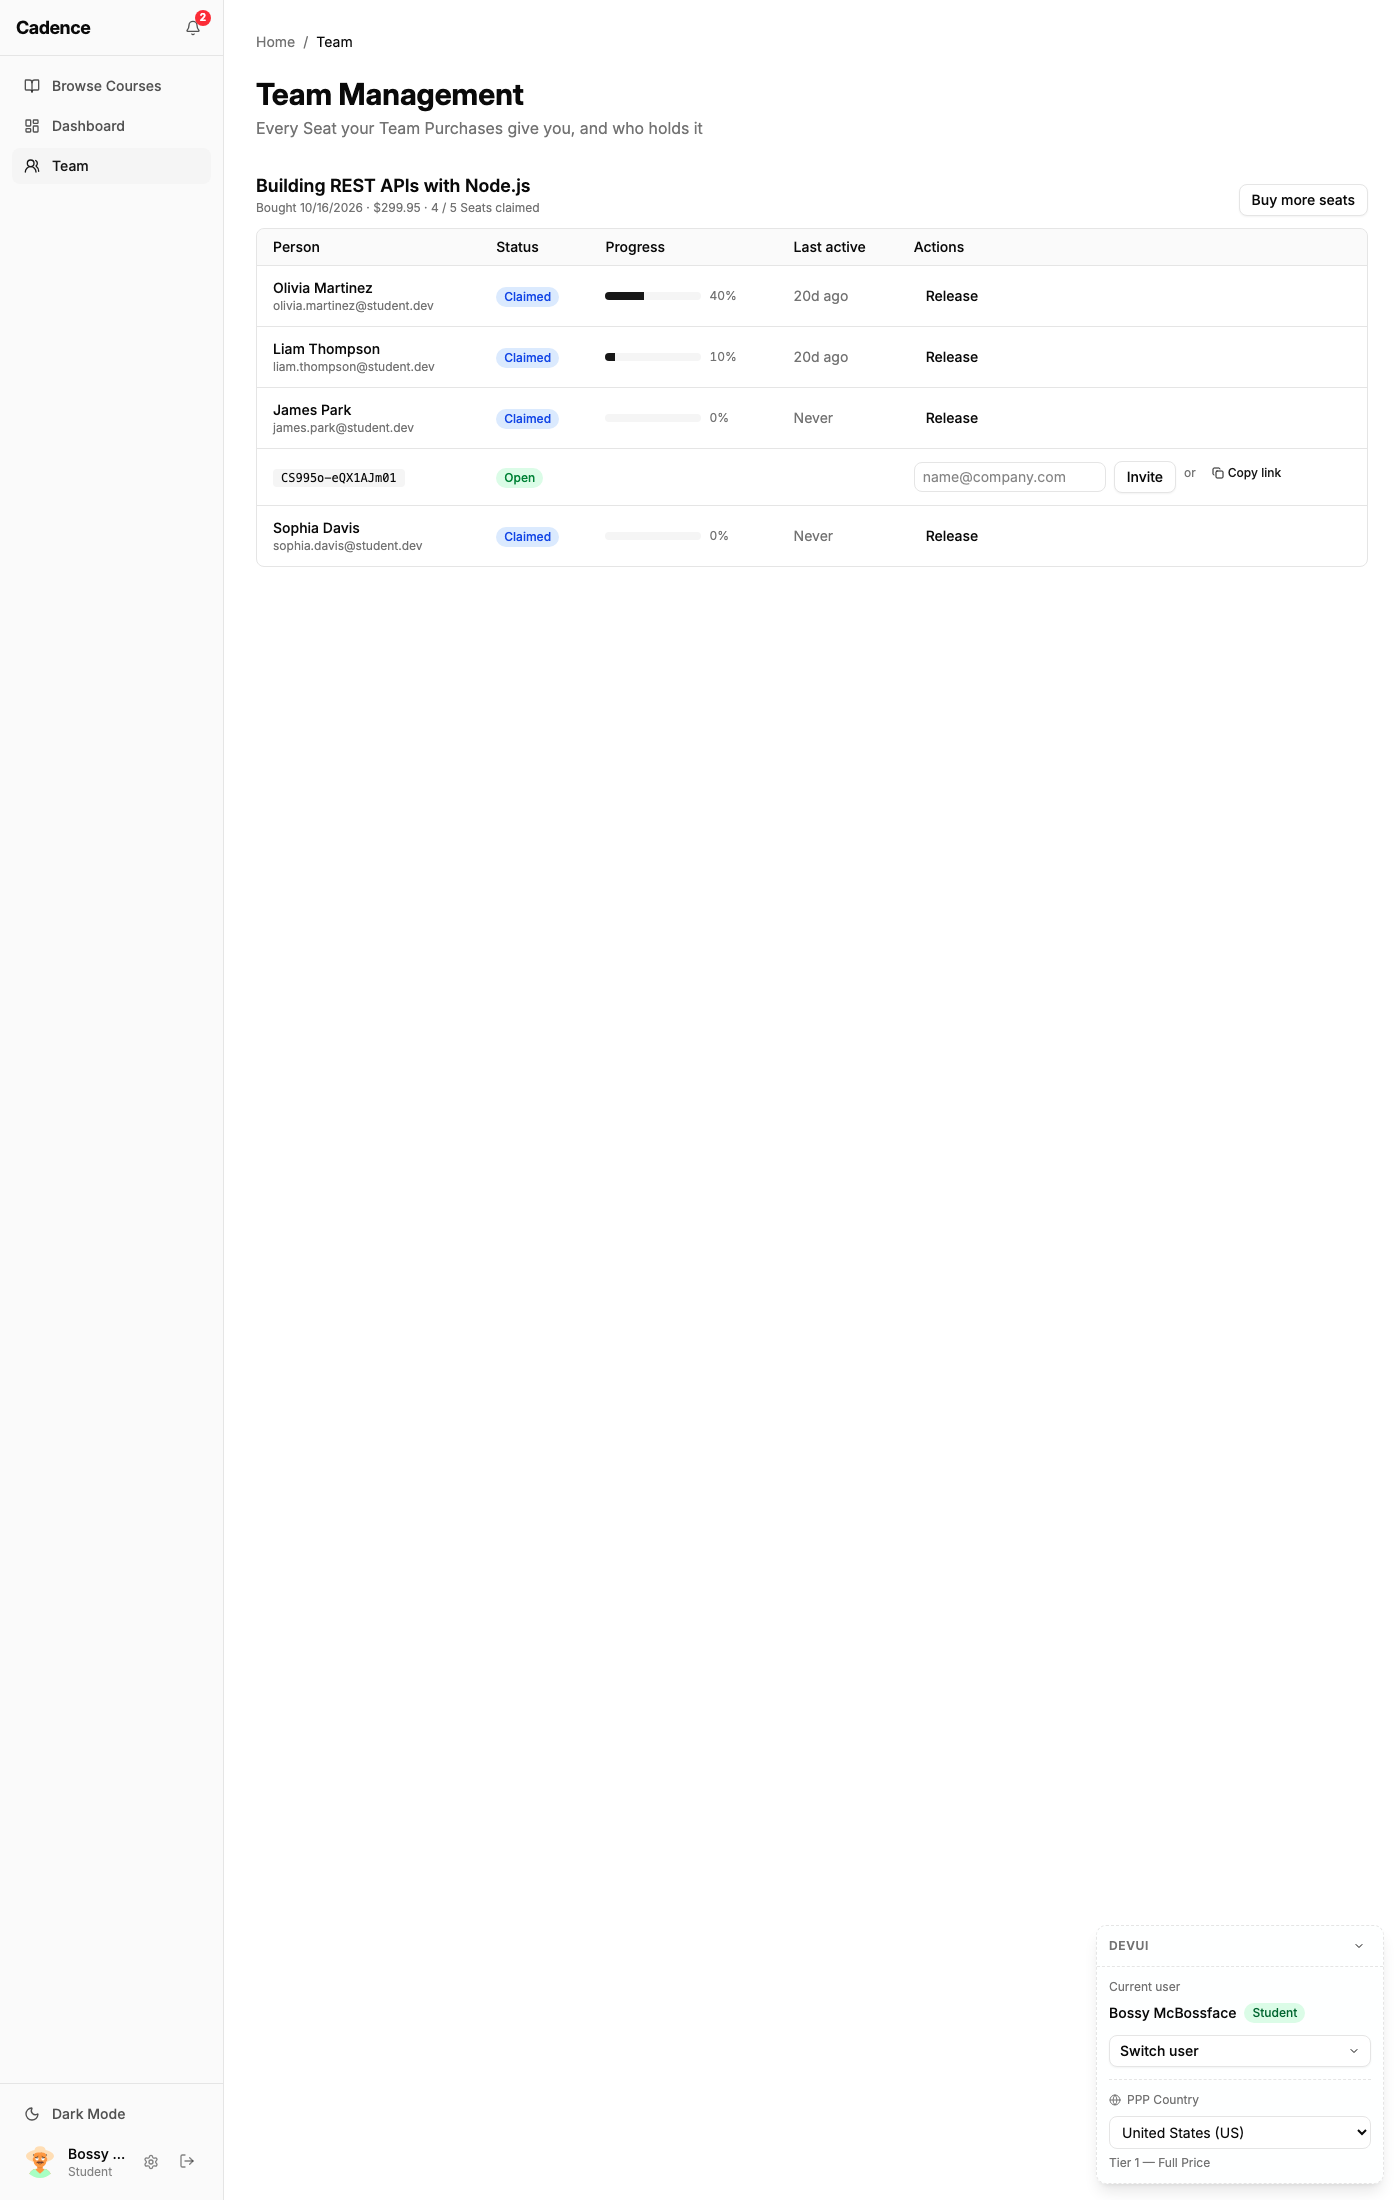 Cadence
2
Browse Courses
Dashboard
Team
Home / Team
Team Management
Every Seat your Team Purchases give you, and who holds it
Building REST APIs with Node.js
Bought 10/16/2026 · $299.95 · 4 / 5 Seats claimed
Buy more seats
Person Status Progress Last active Actions
Olivia Martinez
olivia.martinez@student.dev
Claimed 40% 20d ago Release
Liam Thompson
liam.thompson@student.dev
Claimed 10% 20d ago Release
James Park
james.park@student.dev
Claimed 0% Never Release
CS995o-eQX1AJm01 Open name@company.com Invite or Copy link
Sophia Davis
sophia.davis@student.dev
Claimed 0% Never Release
DEVUI
Current user
Bossy McBossface Student
Switch user
PPP Country
United States (US)
Tier 1 — Full Price
Dark Mode
Bossy ...
Student